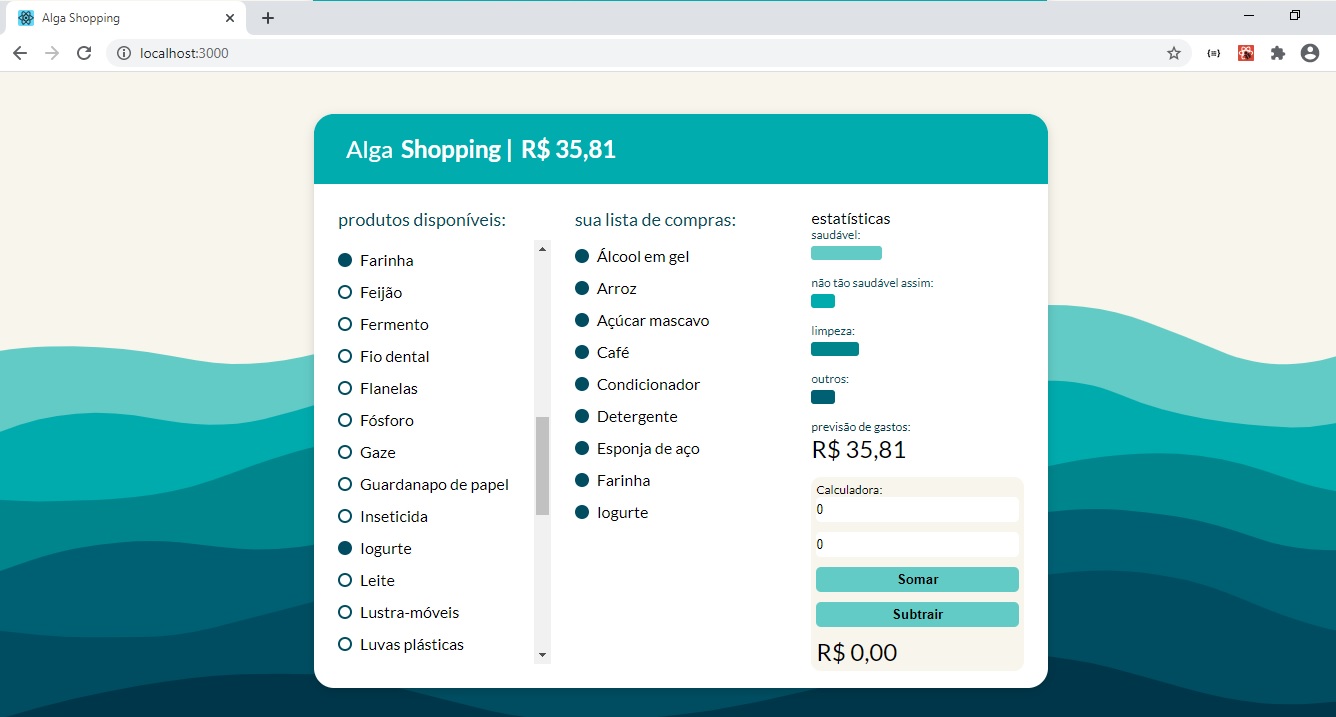 Alga Shopping
localhost:3000
Alga Shopping | R$ 35,81
produtos disponíveis:
Farinha
Feijão
Fermento
Fio dental
Flanelas
Fósforo
Gaze
Guardanapo de papel
Inseticida
Iogurte
Leite
Lustra-móveis
Luvas plásticas
sua lista de compras:
Álcool em gel
Arroz
Açúcar mascavo
Café
Condicionador
Detergente
Esponja de aço
Farinha
Iogurte
estatísticas
saudável:
não tão saudável assim:
limpeza:
outros:
previsão de gastos:
R$ 35,81
Calculadora:
0
0
Somar
Subtrair
R$ 0,00